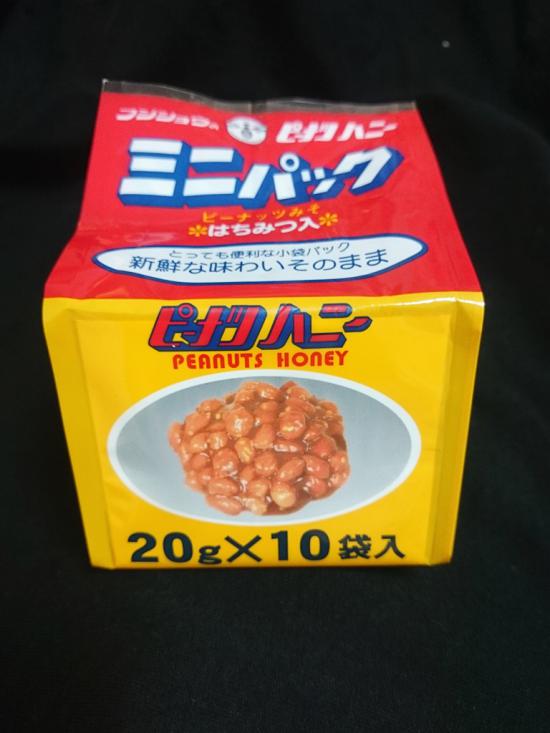 フジショウの ピーナツハニー
ミニパック
ピーナッツみそ
はちみつ入
とっても便利な小袋パック
新鮮な味わいそのまま
ピーナツハニー
PEANUTS HONEY
20g×10袋入